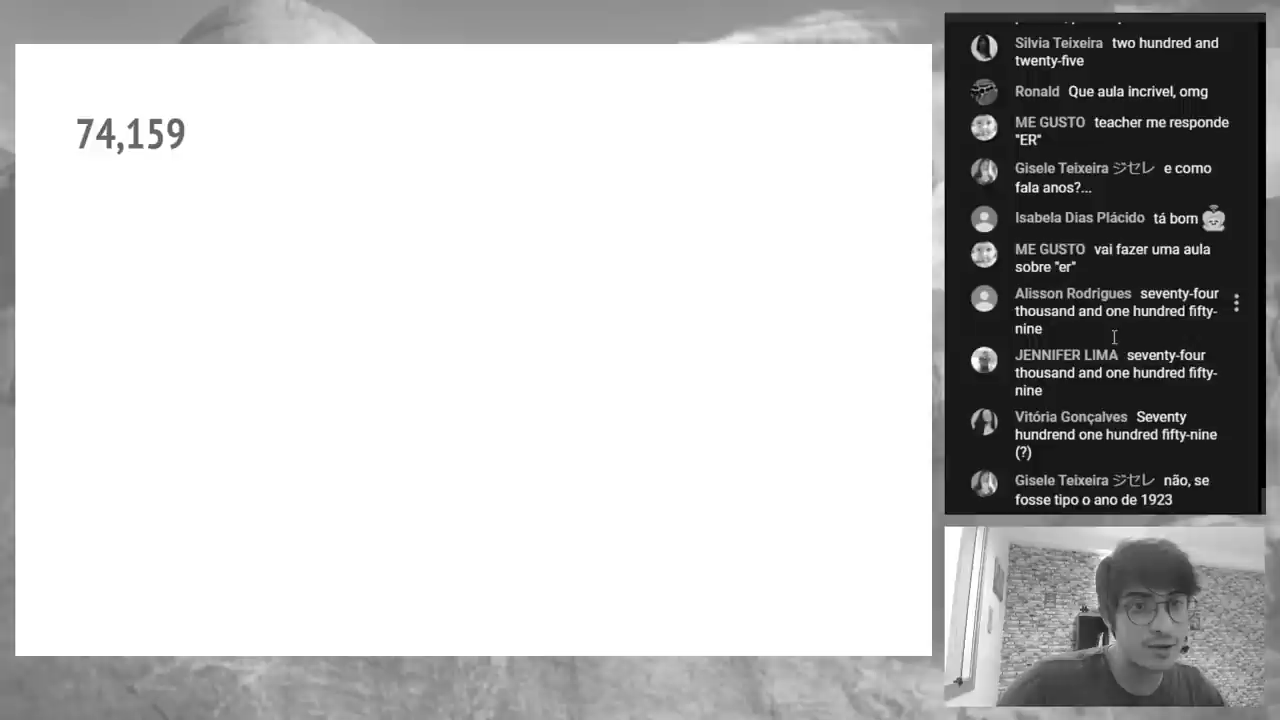 74,159
Silvia Teixeira two hundred and
twenty-five
Ronald Que aula incrivel, omg
ME GUSTO teacher me responde
"ER"
Gisele Teixeira ジセレ e como
fala anos?...
Isabela Dias Plácido tá bom
ME GUSTO vai fazer uma aula
sobre "er"
Alisson Rodrigues seventy-four
thousand and one hundred fifty-
nine
JENNIFER LIMA seventy-four
thousand and one hundred fifty-
nine
Vitória Gonçalves Seventy
hundrend one hundred fifty-nine
(?)
Gisele Teixeira ジセレ não, se
fosse tipo o ano de 1923